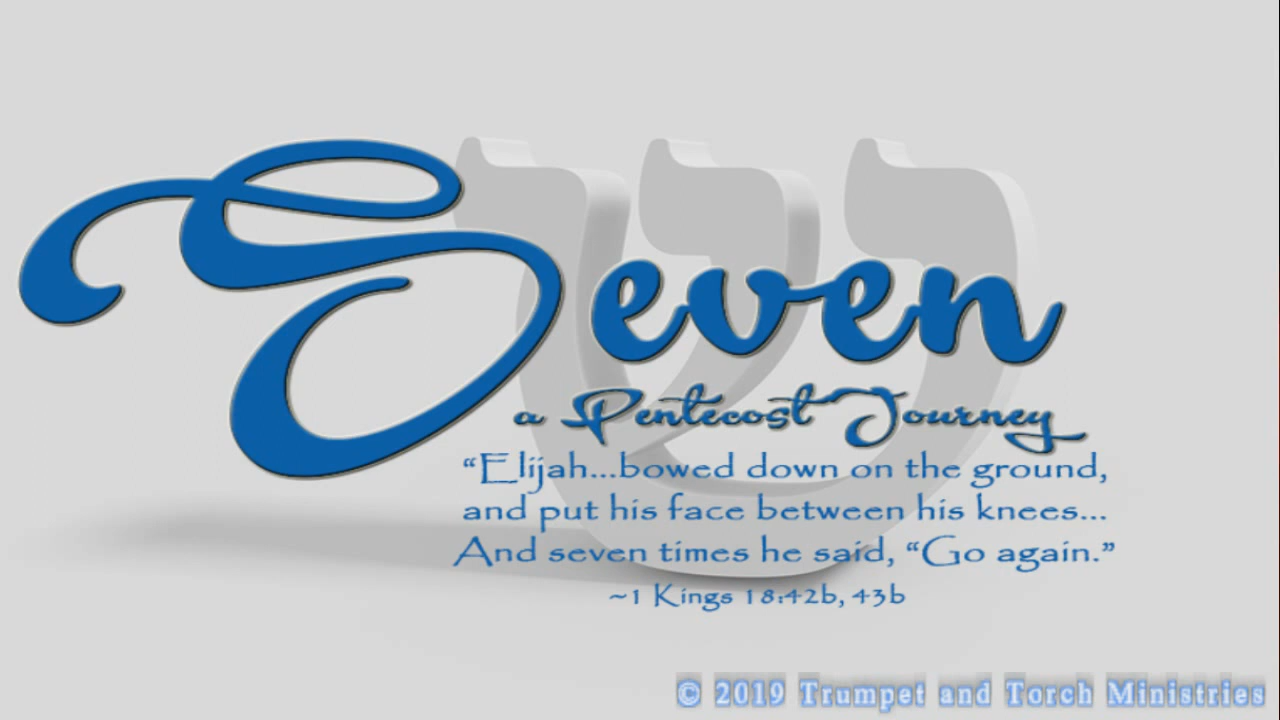 Seven
a Pentecost Journey
“Elijah...bowed down on the ground,
and put his face between his knees...
And seven times he said, “Go again.”
~1 Kings 18:42b, 43b
© 2019 Trumpet and Torch Ministries
ש